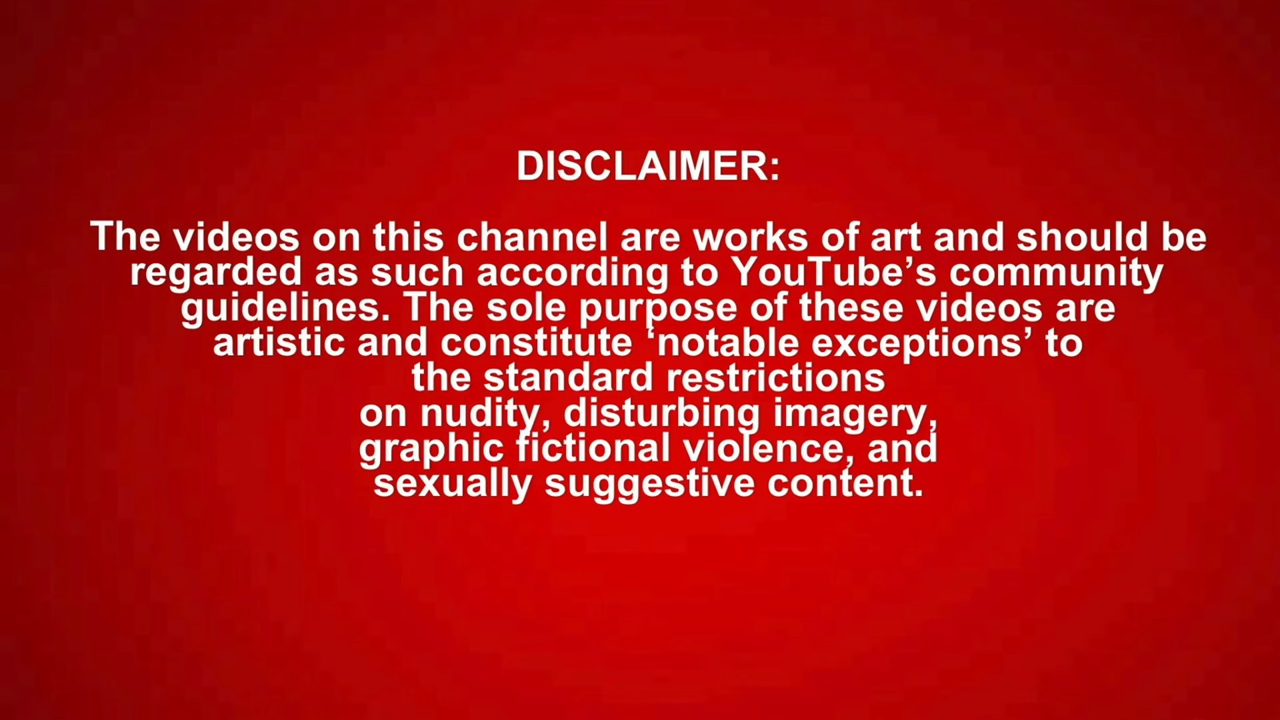 DISCLAIMER:
The videos on this channel are works of art and should be
regarded as such according to YouTube’s community
guidelines. The sole purpose of these videos are
artistic and constitute ‘notable exceptions’ to
the standard restrictions
on nudity, disturbing imagery,
graphic fictional violence, and
sexually suggestive content.